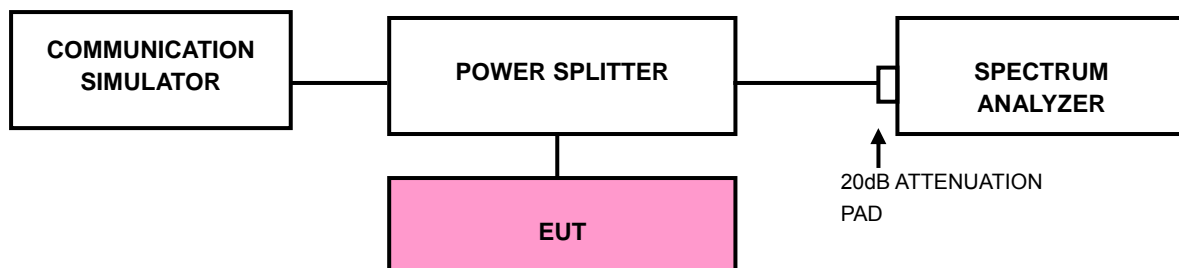 COMMUNICATION
SIMULATOR
POWER SPLITTER
SPECTRUM
ANALYZER
20dB ATTENUATION
PAD
EUT